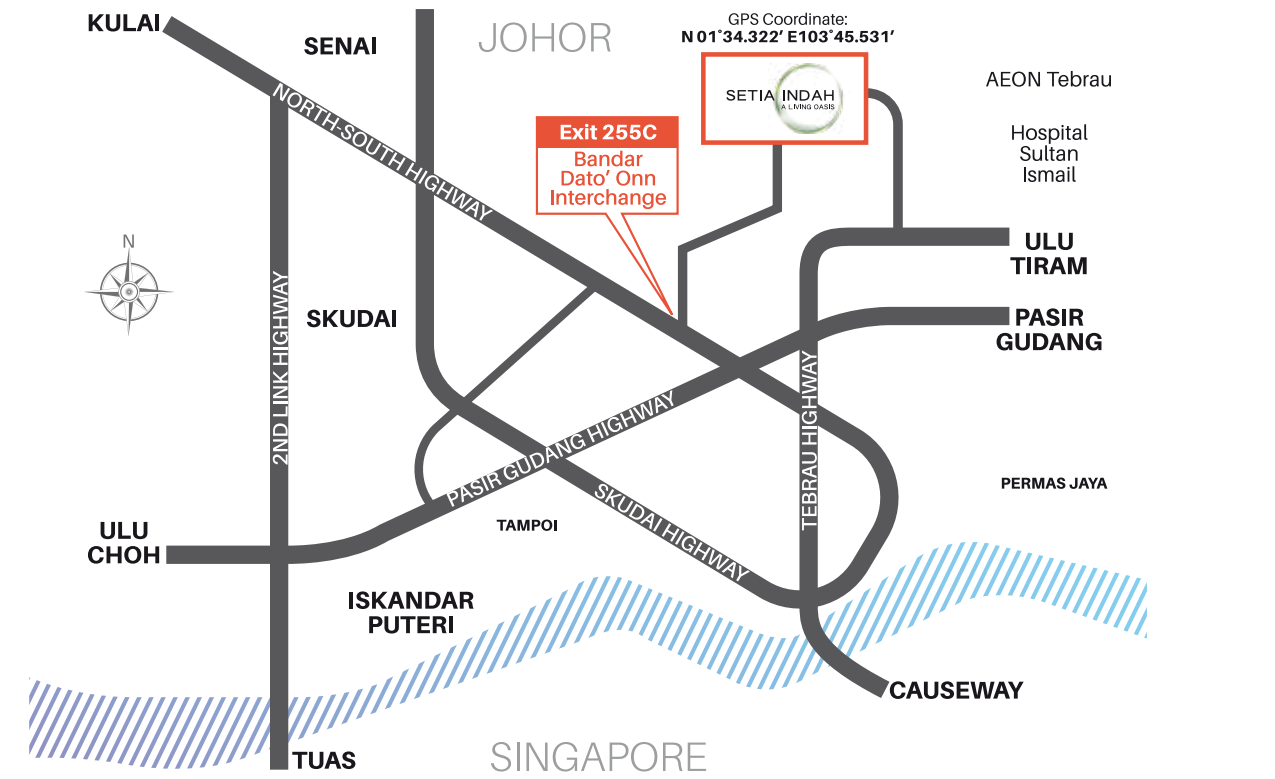 KULAI
SENAI
JOHOR
GPS Coordinate:
N 01°34.322’ E103°45.531’
SETIA INDAH
A LIVING OASIS
AEON Tebrau
Hospital
Sultan
Ismail
Exit 255C
Bandar
Dato’ Onn
Interchange
NORTH-SOUTH HIGHWAY
N
ULU
TIRAM
SKUDAI
PASIR
GUDANG
2ND LINK HIGHWAY
PASIR GUDANG HIGHWAY
TEBRAU HIGHWAY
SKUDAI HIGHWAY
PERMAS JAYA
TAMPOI
ULU
CHOH
ISKANDAR
PUTERI
CAUSEWAY
TUAS
SINGAPORE